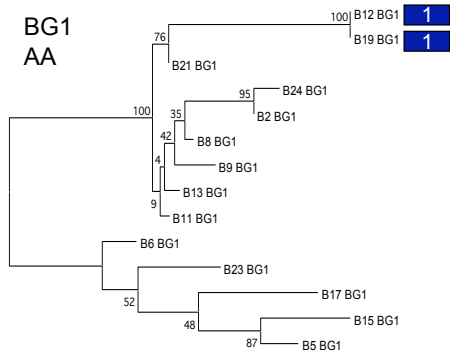 BG1
AA
100
B12 BG1 1
B19 BG1 1
76
B21 BG1
B24 BG1
95
B2 BG1
100
35
B8 BG1
42
B9 BG1
4
B13 BG1
9
B11 BG1
B6 BG1
B23 BG1
52
B17 BG1
48
B15 BG1
87
B5 BG1